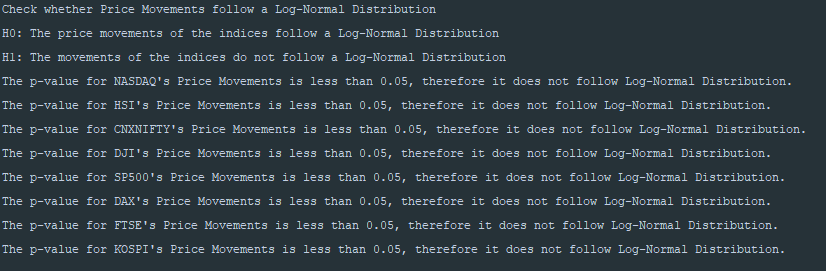 Check whether Price Movements follow a Log-Normal Distribution
H0: The price movements of the indices follow a Log-Normal Distribution
H1: The movements of the indices do not follow a Log-Normal Distribution
The p-value for NASDAQ's Price Movements is less than 0.05, therefore it does not follow Log-Normal Distribution.
The p-value for HSI's Price Movements is less than 0.05, therefore it does not follow Log-Normal Distribution.
The p-value for CNXNIFTY's Price Movements is less than 0.05, therefore it does not follow Log-Normal Distribution.
The p-value for DJI's Price Movements is less than 0.05, therefore it does not follow Log-Normal Distribution.
The p-value for SP500's Price Movements is less than 0.05, therefore it does not follow Log-Normal Distribution.
The p-value for DAX's Price Movements is less than 0.05, therefore it does not follow Log-Normal Distribution.
The p-value for FTSE's Price Movements is less than 0.05, therefore it does not follow Log-Normal Distribution.
The p-value for KOSPI's Price Movements is less than 0.05, therefore it does not follow Log-Normal Distribution.